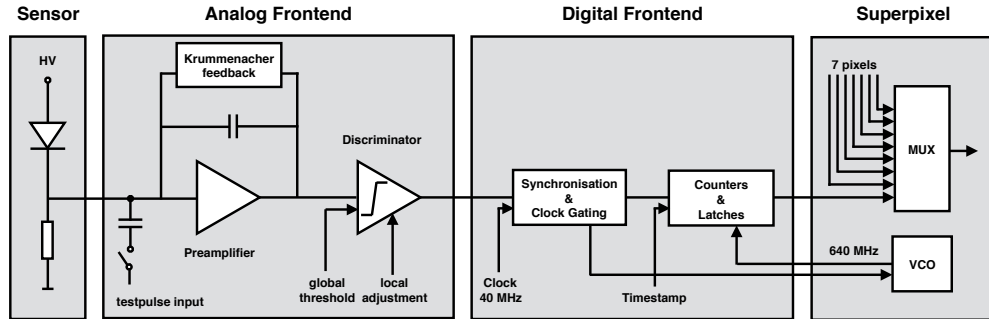 Sensor
Analog Frontend
Digital Frontend
Superpixel
HV
Krummenacher
feedback
7 pixels
Discriminator
MUX
Synchronisation
&
Clock Gating
Counters
&
Latches
Preamplifier
640 MHz
VCO
testpulse input
global
threshold
local
adjustment
Clock
40 MHz
Timestamp